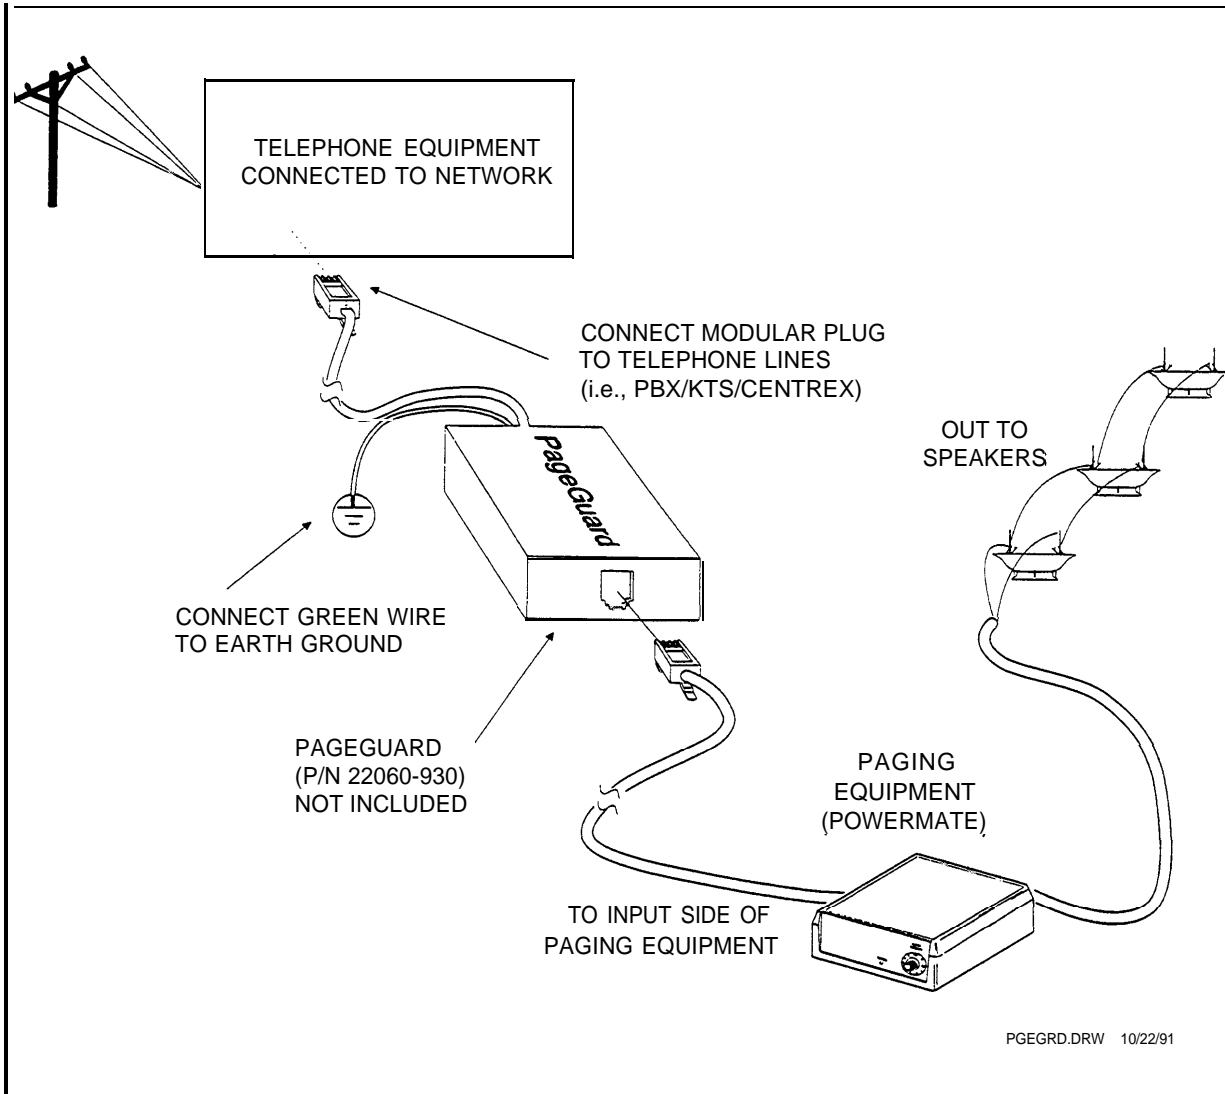 TELEPHONE EQUIPMENT
CONNECTED TO NETWORK
CONNECT MODULAR PLUG
TO TELEPHONE LINES
(i.e., PBX/KTS/CENTREX)
OUT TO
SPEAKERS
PageGuard
CONNECT GREEN WIRE
TO EARTH GROUND
PAGEGUARD
(P/N 22060-930)
NOT INCLUDED
PAGING
EQUIPMENT
(POWERMATE)
TO INPUT SIDE OF
PAGING EQUIPMENT
PGEGRD.DRW 10/22/91